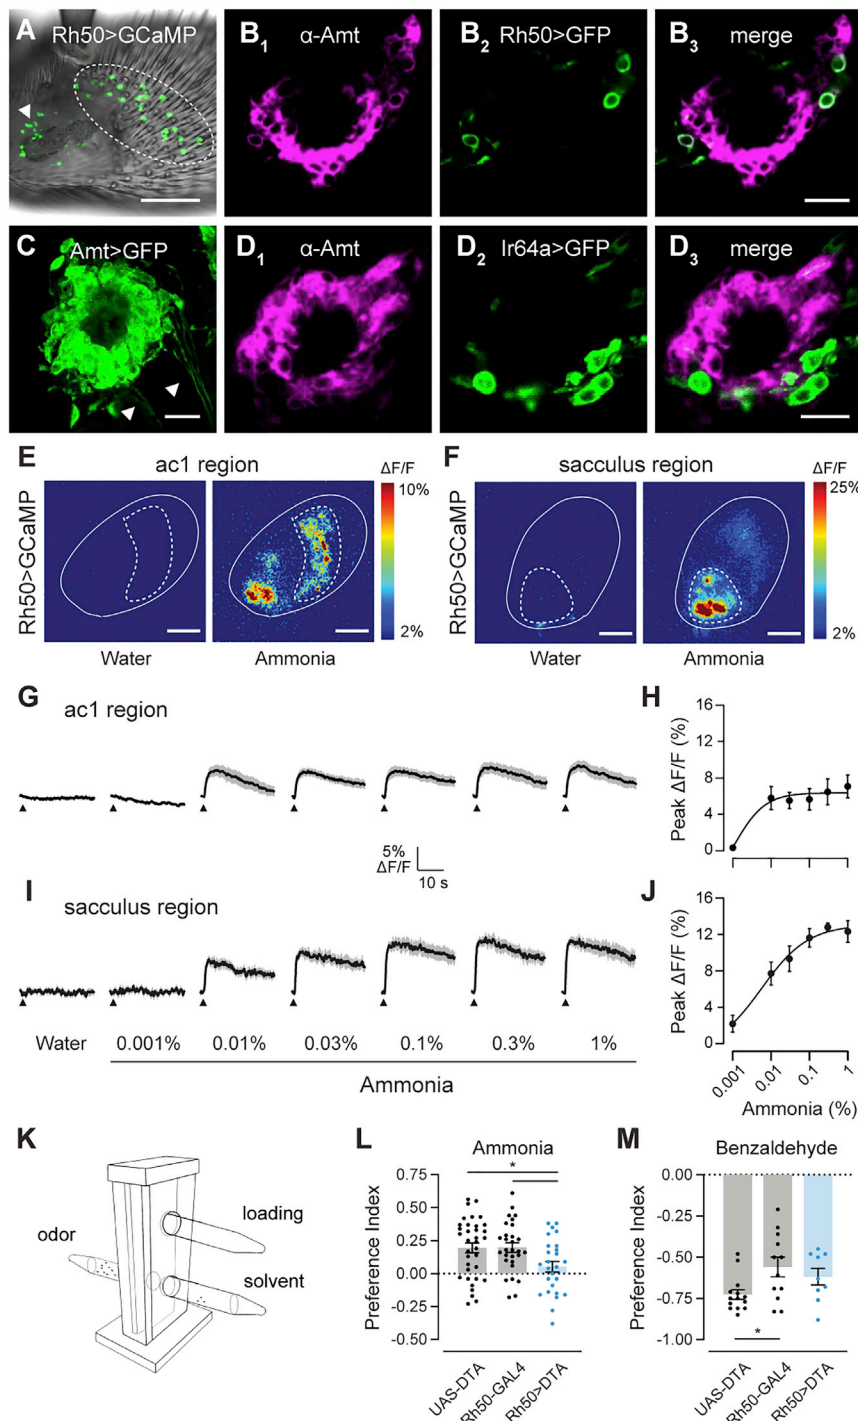 A Rh50>GCaMP
B1 α-Amt
B2 Rh50>GFP
B3 merge
C Amt>GFP
D1 α-Amt
D2 Ir64a>GFP
D3 merge
E ac1 region
Rh50>GCaMP
ΔF/F
10%
2%
Water
Ammonia
F sacculus region
Rh50>GCaMP
ΔF/F
25%
2%
Water
Ammonia
G ac1 region
5%
ΔF/F
10 s
H
Peak ΔF/F (%)
16
12
8
4
0
I sacculus region
Water
0.001%
0.01%
0.03%
0.1%
0.3%
1%
Ammonia
J
Peak ΔF/F (%)
16
12
8
4
0
0.001
0.01
0.1
1
Ammonia (%)
K
odor
loading
solvent
L Ammonia
Preference Index
0.75
0.50
0.25
0.00
0.25
-0.50
*
UAS-DTA
Rh50-GAL4
Rh50>DTA
M Benzaldehyde
Preference Index
0.00
-0.25
-0.50
-0.75
-1.00
*
UAS-DTA
Rh50-GAL4
Rh50>DTA